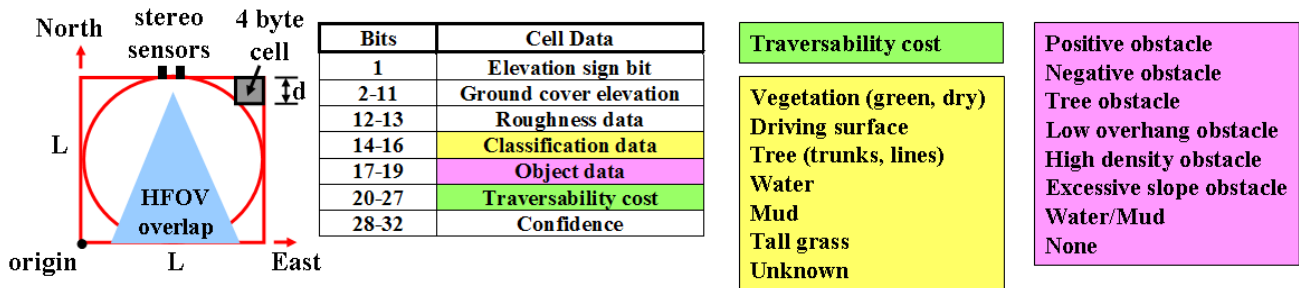 stereo
sensors
4 byte
cell
North
d
L
HFOV
overlap
origin
L
East
Bits Cell Data
1 Elevation sign bit
2-11 Ground cover elevation
12-13 Roughness data
14-16 Classification data
17-19 Object data
20-27 Traversability cost
28-32 Confidence
Traversability cost
Vegetation (green, dry)
Driving surface
Tree (trunks, lines)
Water
Mud
Tall grass
Unknown
Positive obstacle
Negative obstacle
Tree obstacle
Low overhang obstacle
High density obstacle
Excessive slope obstacle
Water/Mud
None